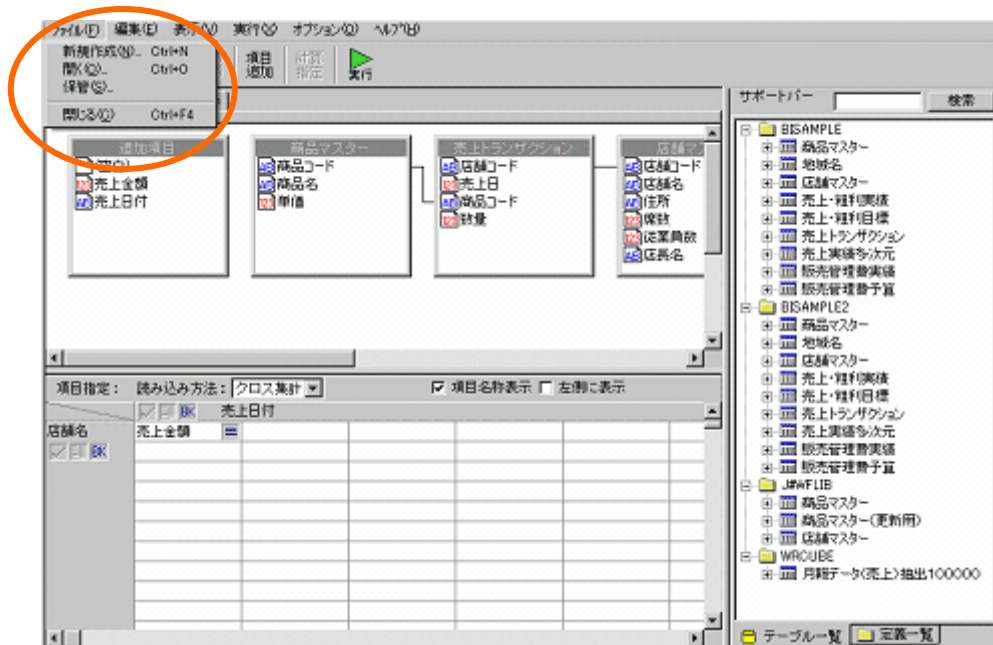 ファイル(F) 編集(E) 表示(V) 実行(X) オプション(O) ヘルプ(H)
新規作成(N)... Ctrl+N
開く(O)... Ctrl+O
保管(S)...
閉じる(C) Ctrl+F4
項目追加
計算指定
実行
サポートバー 検索
追加項目
売上金額
売上日付
商品マスター
商品コード
商品名
単価
売上トランザクション
店舗コード
売上日
商品コード
数量
店舗マ
店舗コード
店舗名
住所
席数
従業員数
店長名
項目指定： 読み込み方法： クロス集計 項目名称表示 左側に表示
BK 売上日付
店舗名 売上金額
BK
BISAMPLE
商品マスター
地域名
店舗マスター
売上・粗利実績
売上・粗利目標
売上トランザクション
売上実績多次元
販売管理費実績
販売管理費予算
BISAMPLE2
商品マスター
地域名
店舗マスター
売上・粗利実績
売上・粗利目標
売上トランザクション
売上実績多次元
販売管理費実績
販売管理費予算
J#WFLIB
商品マスター
商品マスター(更新用)
店舗マスター
WRCUBE
月報データ(売上)抽出100000
テーブル一覧 定義一覧